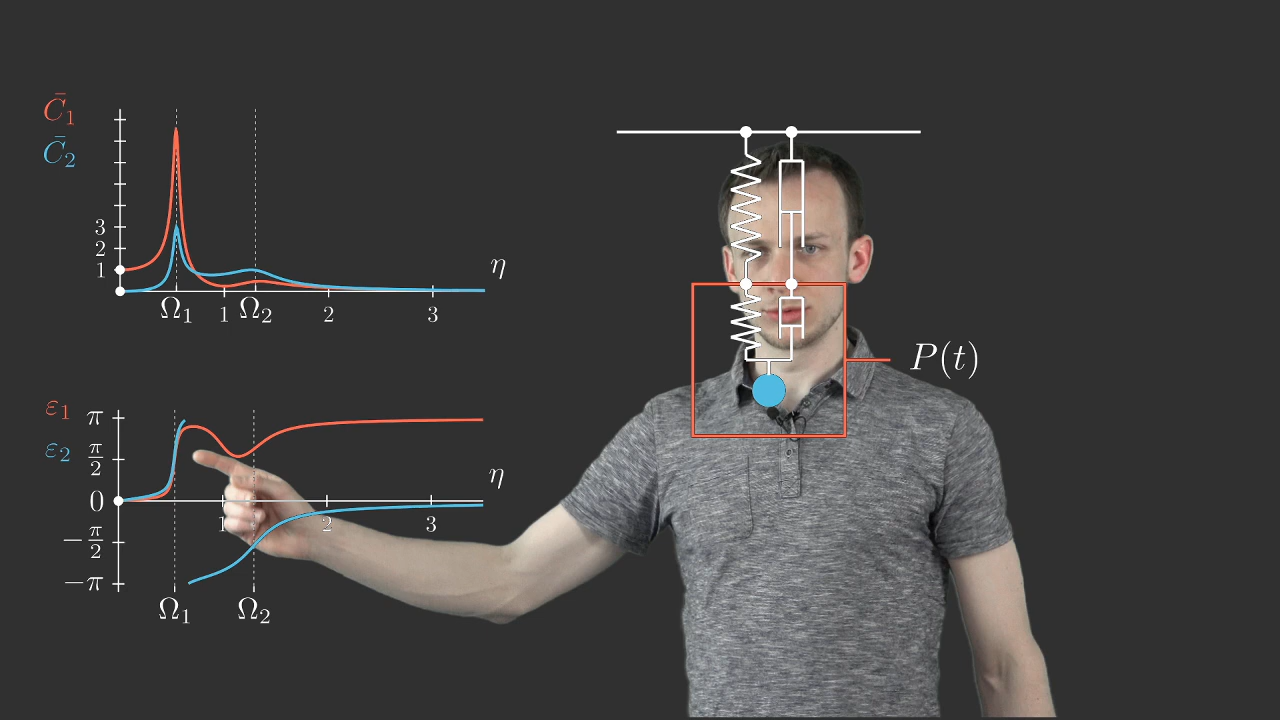 C̄₁
C̄₂
3
2
1
η
Ω₁ 1 Ω₂ 2 3
P(t)
ε₁ π
ε₂ π/2
η
0
1 2 3
−π/2
−π
Ω₁ Ω₂